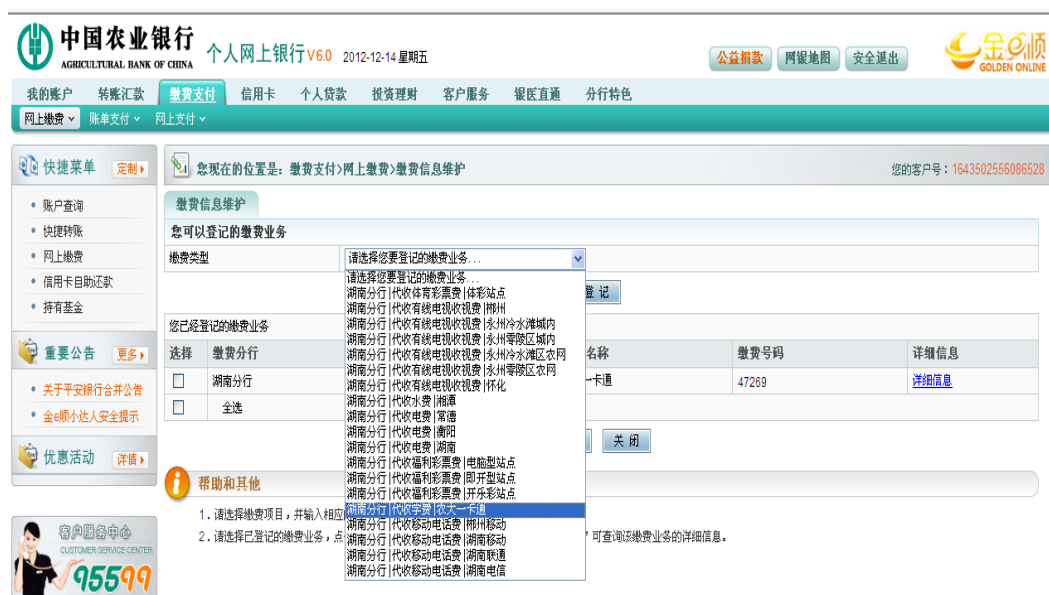 中国农业银行
AGRICULTURAL BANK OF CHINA
个人网上银行 V6.0 2012-12-14 星期五
公益捐款 网银地图 安全退出
金e顺
GOLDEN ONLINE
我的账户 转账汇款 缴费支付 信用卡 个人贷款 投资理财 客户服务 银医直通 分行特色
网上缴费 账单支付 网上支付
快捷菜单 定制
账户查询
快捷转账
网上缴费
信用卡自助还款
持有基金
重要公告 更多
关于平安银行合并公告
金e顺小达人安全提示
优惠活动 详情
客户服务中心
CUSTOMER SERVICE CENTER
95599
您现在的位置是：缴费支付>网上缴费>缴费信息维护
您的客户号：1643502556086528
缴费信息维护
您可以登记的缴费业务
缴费类型 请选择您要登记的缴费业务...
请选择您要登记的缴费业务...
湖南分行|代收体育彩票费|体彩站点
湖南分行|代收有线电视收视费|郴州
湖南分行|代收有线电视收视费|永州冷水滩城内
湖南分行|代收有线电视收视费|永州零陵区城内
湖南分行|代收有线电视收视费|永州冷水滩区农网
湖南分行|代收有线电视收视费|永州零陵区农网
湖南分行|代收有线电视收视费|怀化
湖南分行|代收水费|湘潭
湖南分行|代收电费|常德
湖南分行|代收电费|衡阳
湖南分行|代收电费|湖南
湖南分行|代收福利彩票费|电脑型站点
湖南分行|代收福利彩票费|即开型站点
湖南分行|代收福利彩票费|开乐彩站点
湖南分行|代收学费|农大一卡通
湖南分行|代收移动电话费|郴州移动
湖南分行|代收移动电话费|湖南移动
湖南分行|代收移动电话费|湖南联通
湖南分行|代收移动电话费|湖南电信
登 记
您已经登记的缴费业务
选择 缴费分行 名称 缴费号码 详细信息
湖南分行 一卡通 47269 详细信息
全选
关 闭
帮助和其他
1．请选择缴费项目，并输入相应
2．请选择已登记的缴费业务，点 可查询该缴费业务的详细信息。